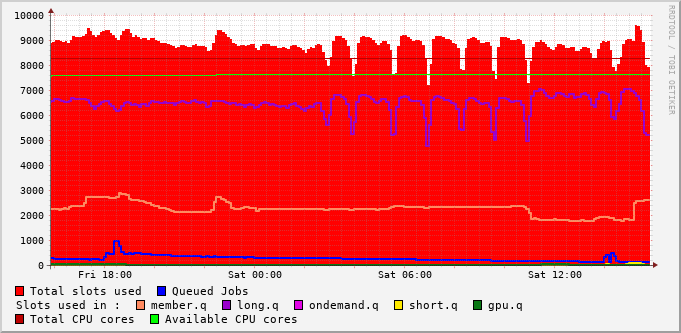 10000
9000
8000
7000
6000
5000
4000
3000
2000
1000
0
Fri 18:00 Sat 00:00 Sat 06:00 Sat 12:00
RRDTOOL / TOBI OETIKER
Total slots used Queued Jobs
Slots used in : member.q long.q ondemand.q short.q gpu.q
Total CPU cores Available CPU cores